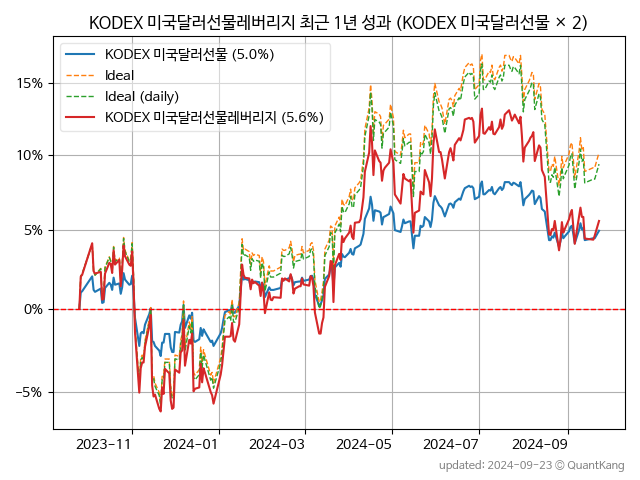 KODEX 미국달러선물레버리지 최근 1년 성과 (KODEX 미국달러선물 × 2)
KODEX 미국달러선물 (5.0%)
Ideal
Ideal (daily)
KODEX 미국달러선물레버리지 (5.6%)
15%
10%
5%
0%
−5%
2023-11
2024-01
2024-03
2024-05
2024-07
2024-09
updated: 2024-09-23 © QuantKang